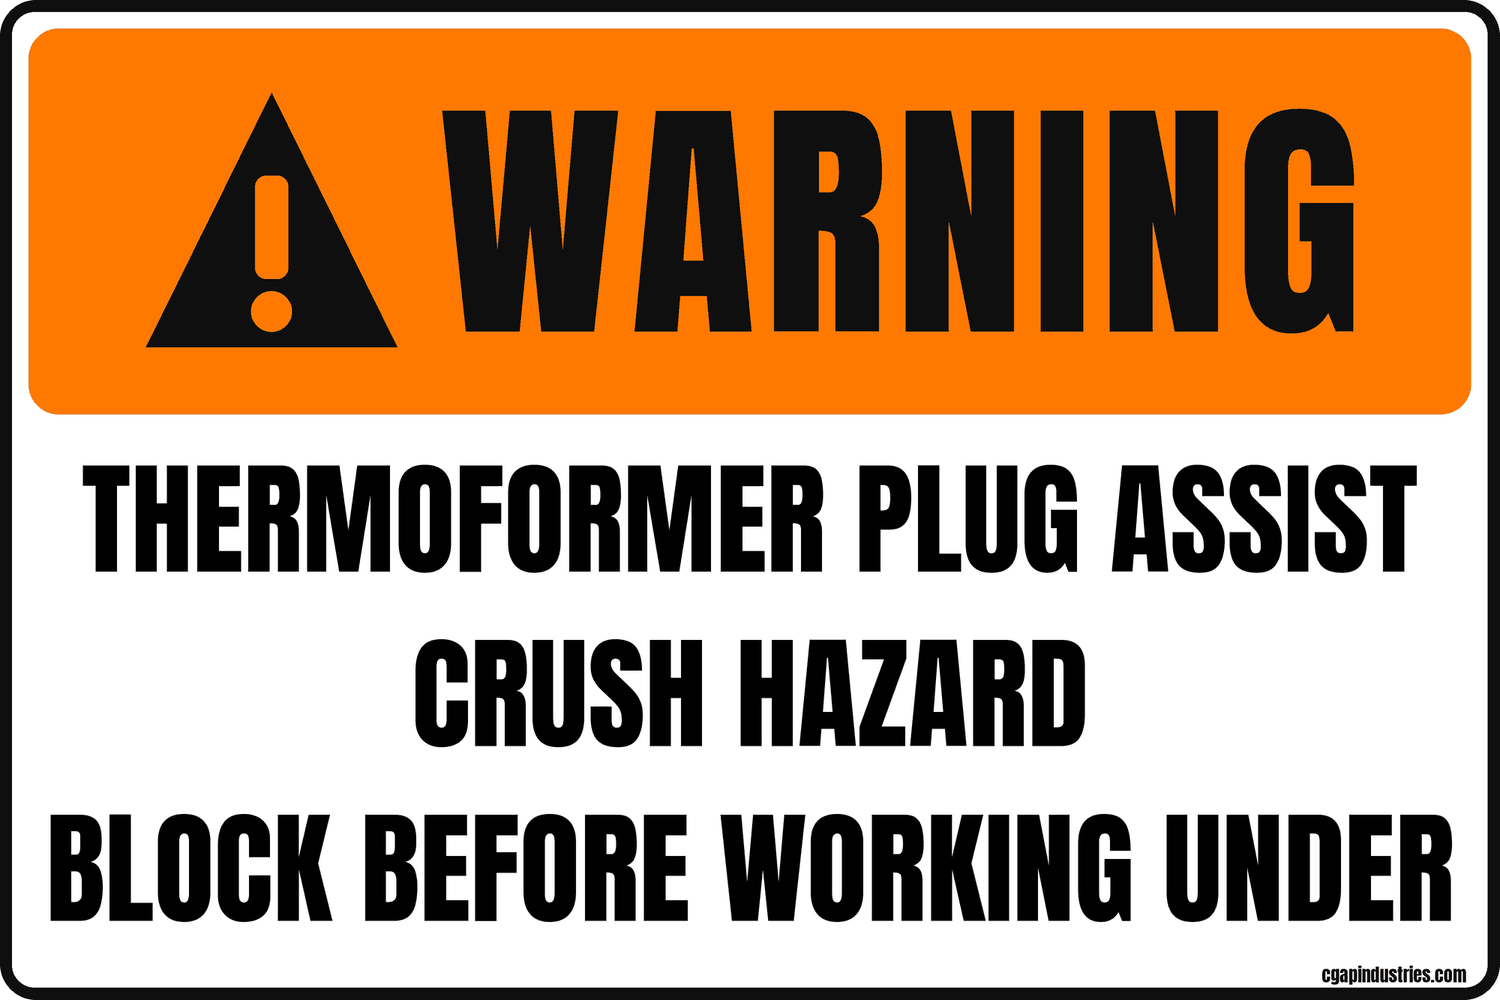 WARNING
THERMOFORMER PLUG ASSIST
CRUSH HAZARD
BLOCK BEFORE WORKING UNDER
cgapindustries.com